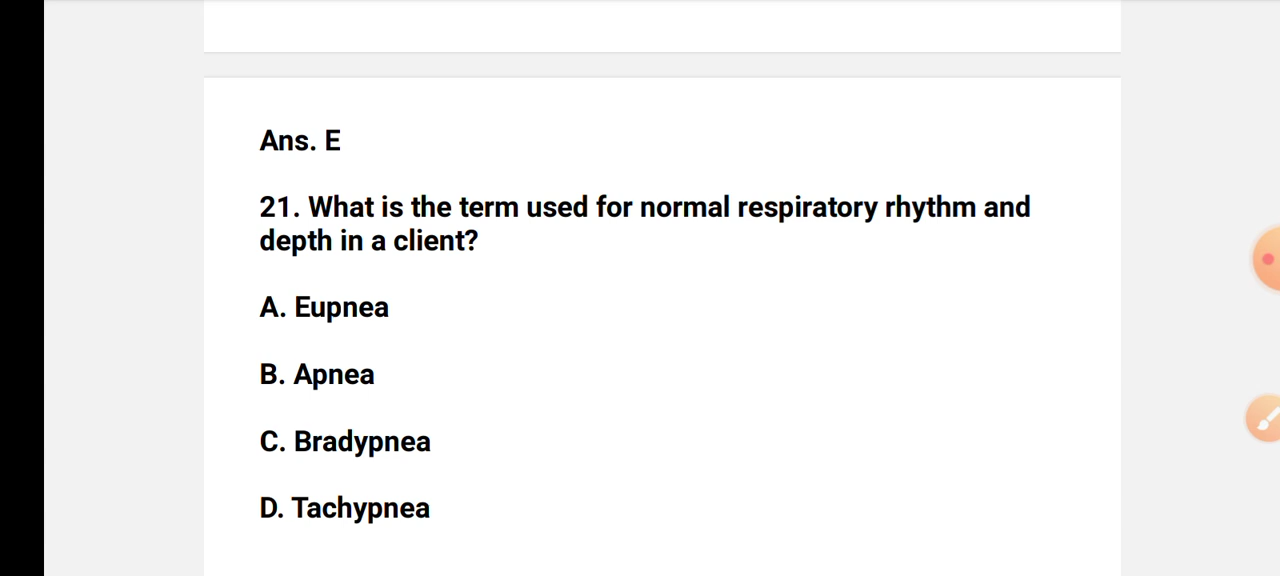 Ans. E
21. What is the term used for normal respiratory rhythm and
depth in a client?
A. Eupnea
B. Apnea
C. Bradypnea
D. Tachypnea